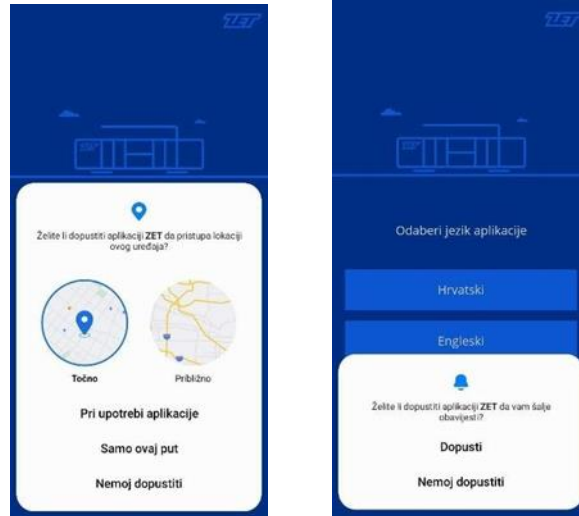 ZET
Želite li dopustiti aplikaciji ZET da pristupa lokaciji
ovog uređaja?
Točno
Približno
Pri upotrebi aplikacije
Samo ovaj put
Nemoj dopustiti
ZET
Odaberi jezik aplikacije
Hrvatski
Engleski
Želite li dopustiti aplikaciji ZET da vam šalje
obavijesti?
Dopusti
Nemoj dopustiti